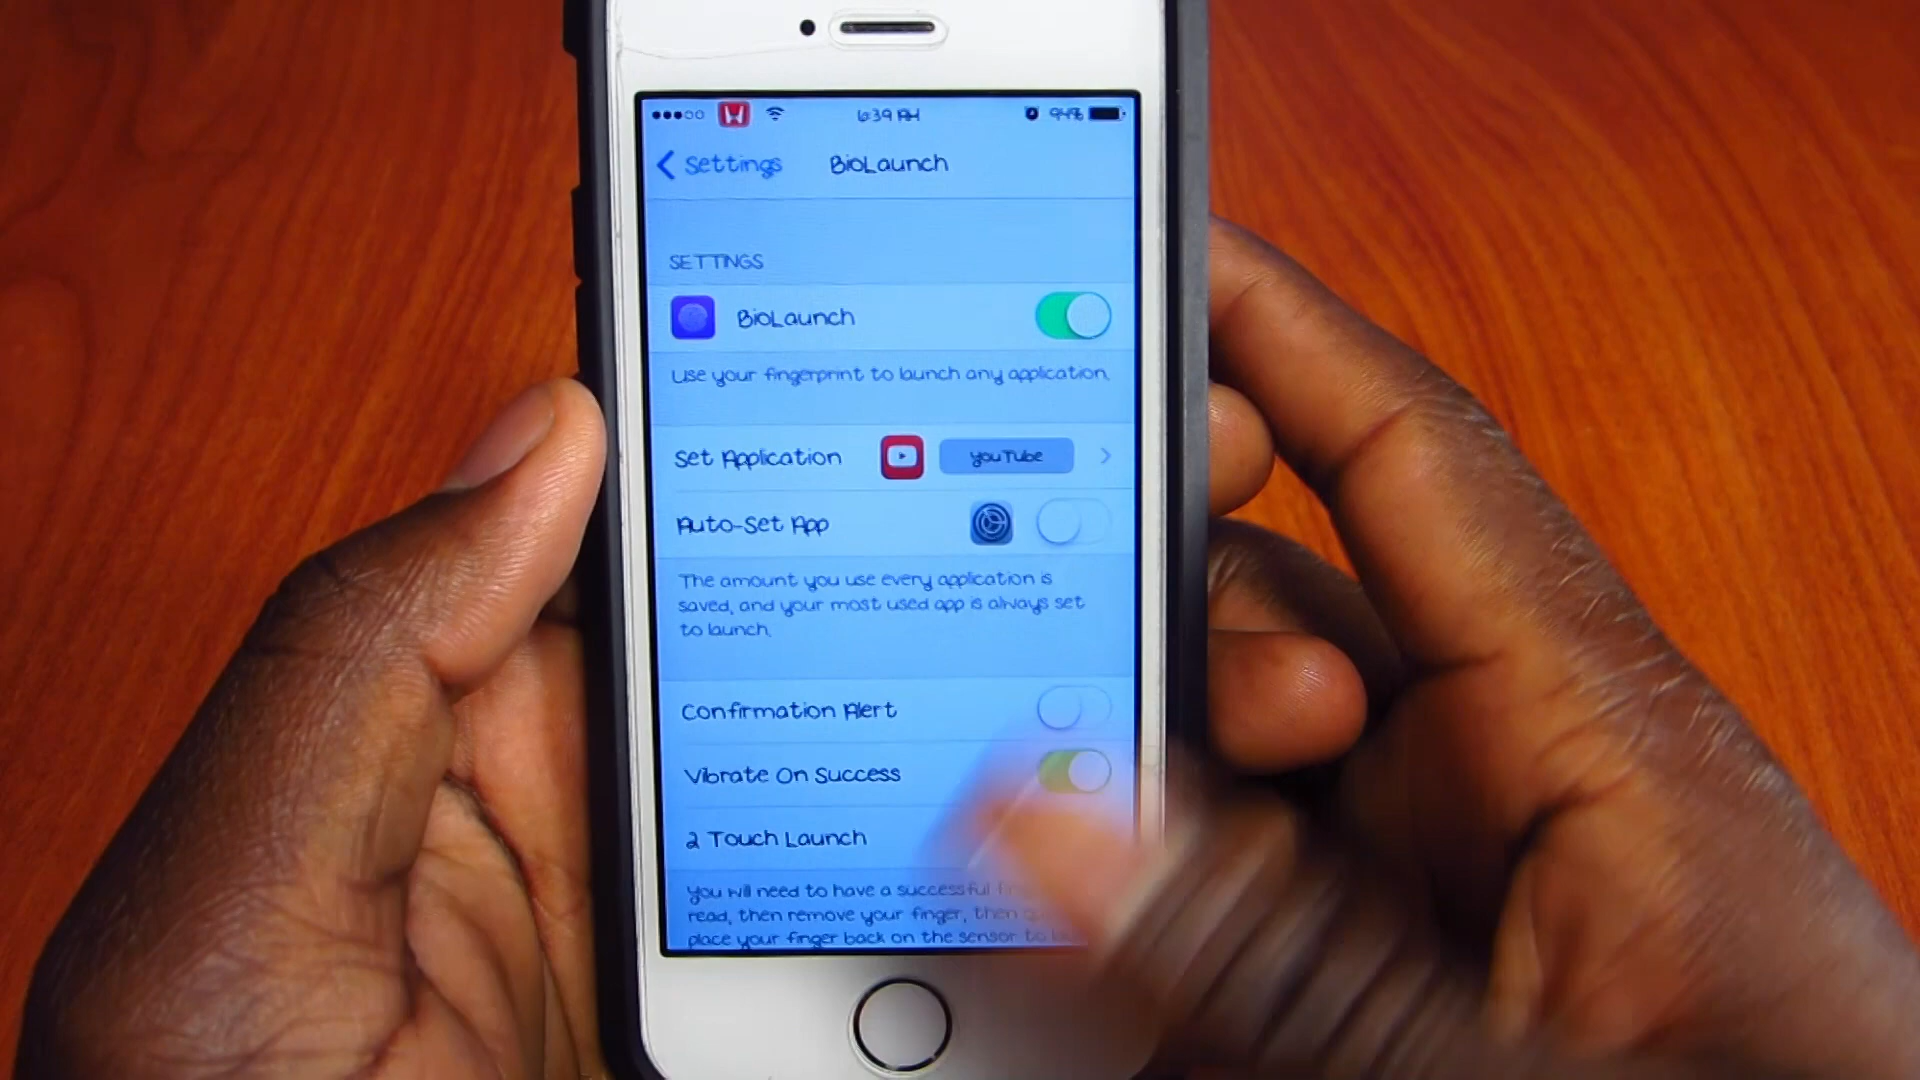 6:39 AM 94%
Settings BioLaunch
SETTINGS
BioLaunch
Use your fingerprint to launch any application.
Set Application YouTube
Auto-Set App
The amount you use every application is
saved, and your most used app is always set
to launch.
Confirmation Alert
Vibrate On Success
2 Touch Launch
You will need to have a successful
read, then remove your finger, then
place your finger back on the sensor to